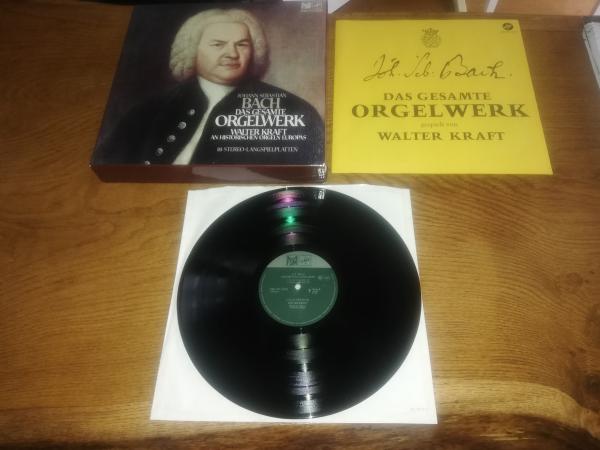 JOHANN SEBASTIAN
BACH
DAS GESAMTE
ORGELWERK
WALTER KRAFT
AN HISTORISCHEN ORGELN EUROPAS
18 STEREO-LANGSPIELPLATTEN
Joh. Seb. Bach.
DAS GESAMTE
ORGELWERK
gespielt von
WALTER KRAFT